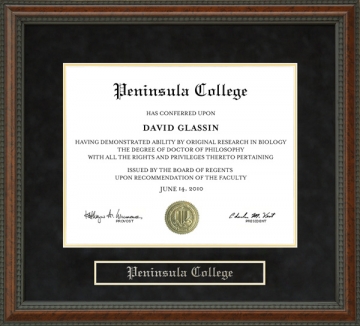 Peninsula College
HAS CONFERRED UPON
DAVID GLASSIN
HAVING DEMONSTRATED ABILITY BY ORIGINAL RESEARCH IN BIOLOGY
THE DEGREE OF DOCTOR OF PHILOSOPHY
WITH ALL THE RIGHTS AND PRIVILEGES THERETO PERTAINING
ISSUED BY THE BOARD OF REGENTS
UPON RECOMMENDATION OF THE FACULTY
JUNE 14, 2010
PROVOST
PRESIDENT
Peninsula College